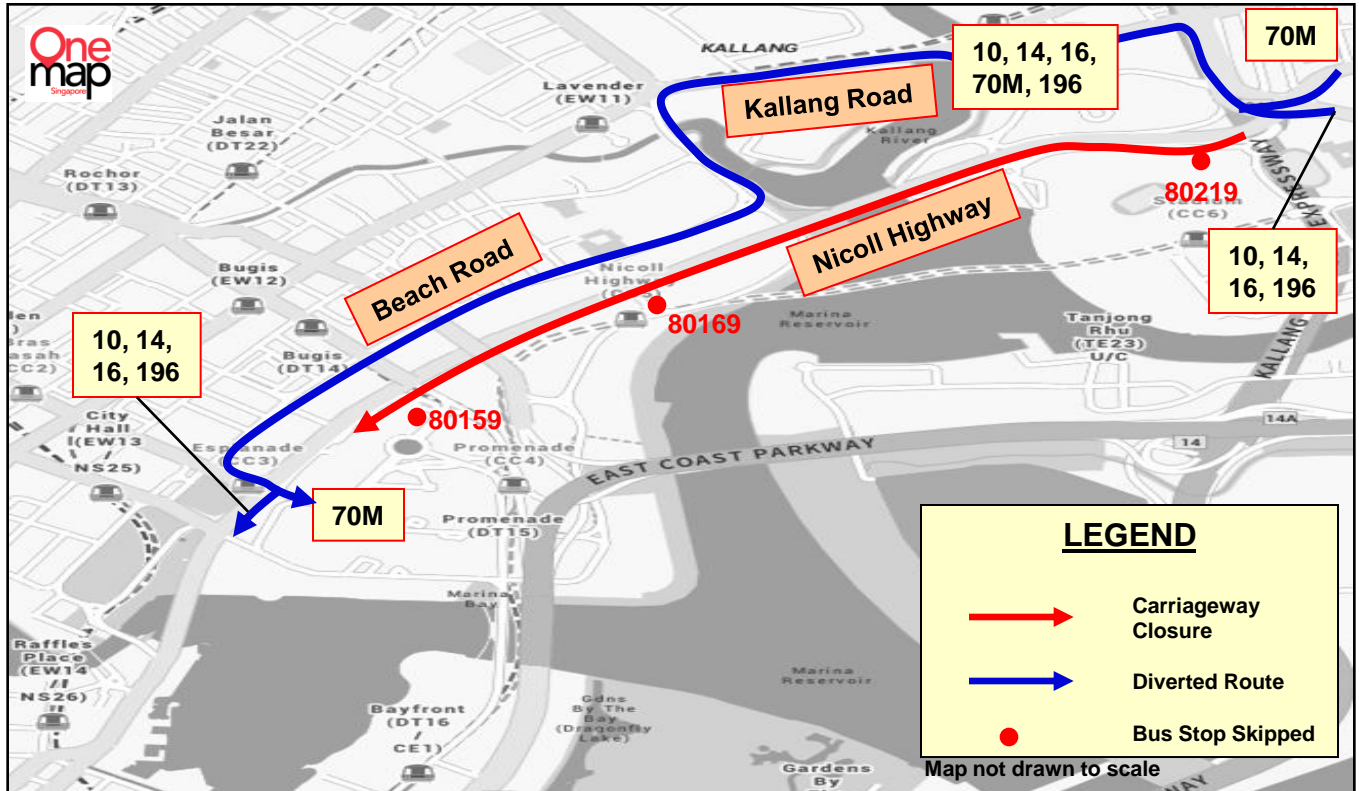 One
map
Singapore
KALLANG
10, 14, 16,
70M, 196
70M
Lavender
(EW11)
Kallang Road
Kallang
River
Jalan
Besar
(DT22)
Rochor
(DT13)
80219
Stadium
(CC6)
EXPRESSWAY
Nicoll Highway
Beach Road
Bugis
(EW12)
Nicoll
Highway
80169
10, 14,
16, 196
Marina
Reservoir
Tanjong
Rhu
(TE23)
U/C
KALLANG
10, 14,
16, 196
Bugis
(DT14)
CC2)
City
Hall
(EW13
/
NS25)
80159
Esplanade
(CC3)
Promenade
(CC4)
EAST COAST PARKWAY
14A
14
70M
Promenade
(DT15)
Marina
Bay
Raffles
Place
(EW14
/
NS26)
Bayfront
(DT16
/
CE1)
Gdns
By The
Bay
(Dragonfly
Lake)
Marina
Reservoir
Gardens
By
LEGEND
Carriageway
Closure
Diverted Route
Bus Stop Skipped
Map not drawn to scale